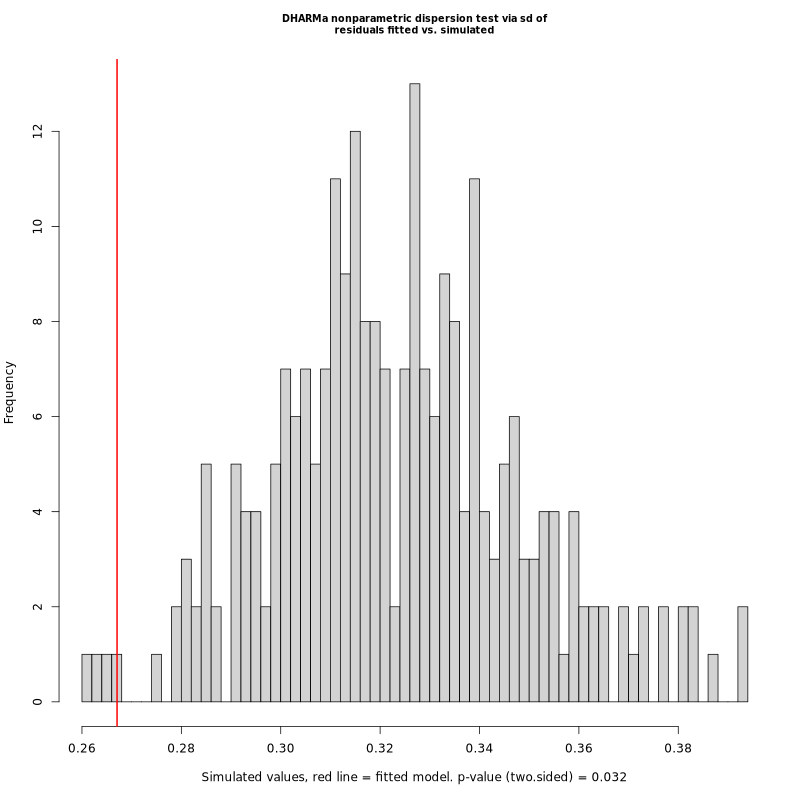 DHARMa nonparametric dispersion test via sd of
residuals fitted vs. simulated
Frequency
12
10
8
6
4
2
0
0.26 0.28 0.30 0.32 0.34 0.36 0.38
Simulated values, red line = fitted model. p-value (two.sided) = 0.032